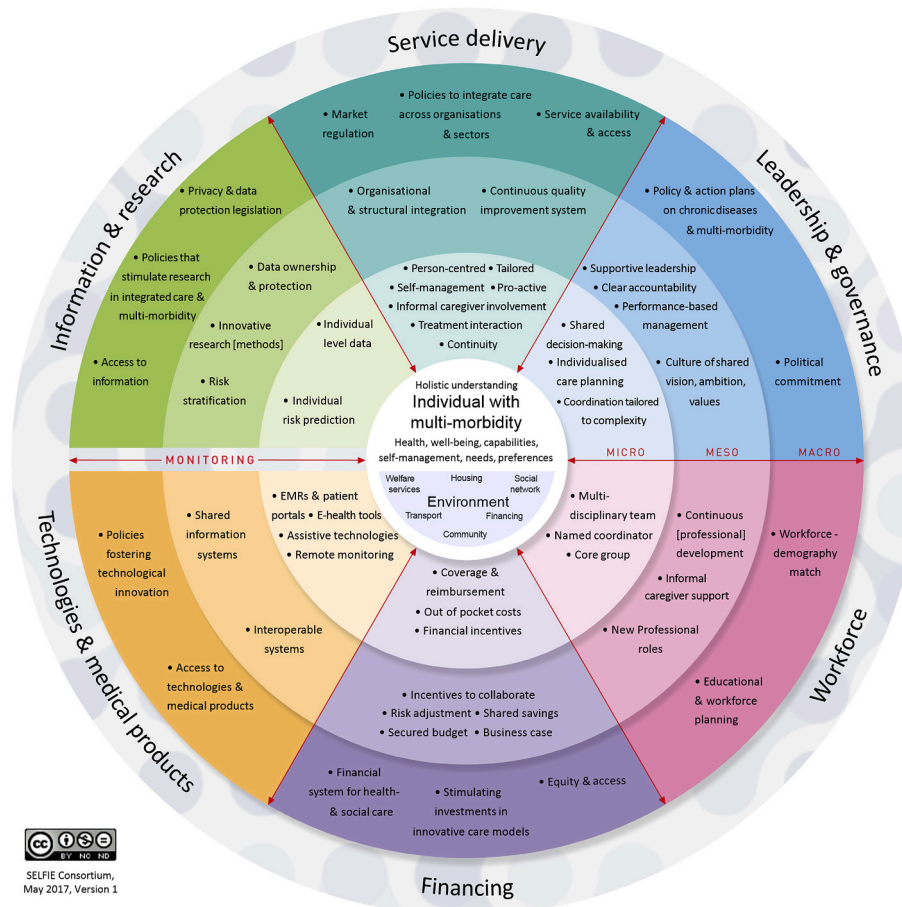 Service delivery
• Market
regulation
• Policies to integrate care
across organisations
& sectors
• Service availability
& access
• Organisational
& structural integration
• Continuous quality
improvement system
• Person-centred • Tailored
• Self-management • Pro-active
• Informal caregiver involvement
• Treatment interaction
• Continuity
Leadership & governance
• Policy & action plans
on chronic diseases
& multi-morbidity
• Political
commitment
• Supportive leadership
• Clear accountability
• Performance-based
management
• Culture of shared
vision, ambition,
values
• Shared
decision-making
• Individualised
care planning
• Coordination tailored
to complexity
Information & research
• Privacy & data
protection legislation
• Policies that
stimulate research
in integrated care &
multi-morbidity
• Access to
information
• Data ownership
& protection
• Innovative
research [methods]
• Risk
stratification
• Individual
level data
• Individual
risk prediction
Holistic understanding
Individual with
multi-morbidity
Health, well-being, capabilities,
self-management, needs, preferences
Welfare
services
Housing
Social
network
Environment
Transport
Financing
Community
MONITORING
MICRO
MESO
MACRO
Technologies & medical products
• Policies
fostering
technological
innovation
• Access to
technologies &
medical products
• Shared
information
systems
• Interoperable
systems
• EMRs & patient
portals • E-health tools
• Assistive technologies
• Remote monitoring
Workforce
• Multi-
disciplinary team
• Named coordinator
• Core group
• Continuous
[professional]
development
• Informal
caregiver support
• New Professional
roles
• Workforce -
demography
match
• Educational
& workforce
planning
• Coverage &
reimbursement
• Out of pocket costs
• Financial incentives
• Incentives to collaborate
• Risk adjustment • Shared savings
• Secured budget • Business case
• Financial
system for health-
& social care
• Stimulating
investments in
innovative care models
• Equity & access
Financing
cc
BY NC ND
SELFIE Consortium,
May 2017, Version 1